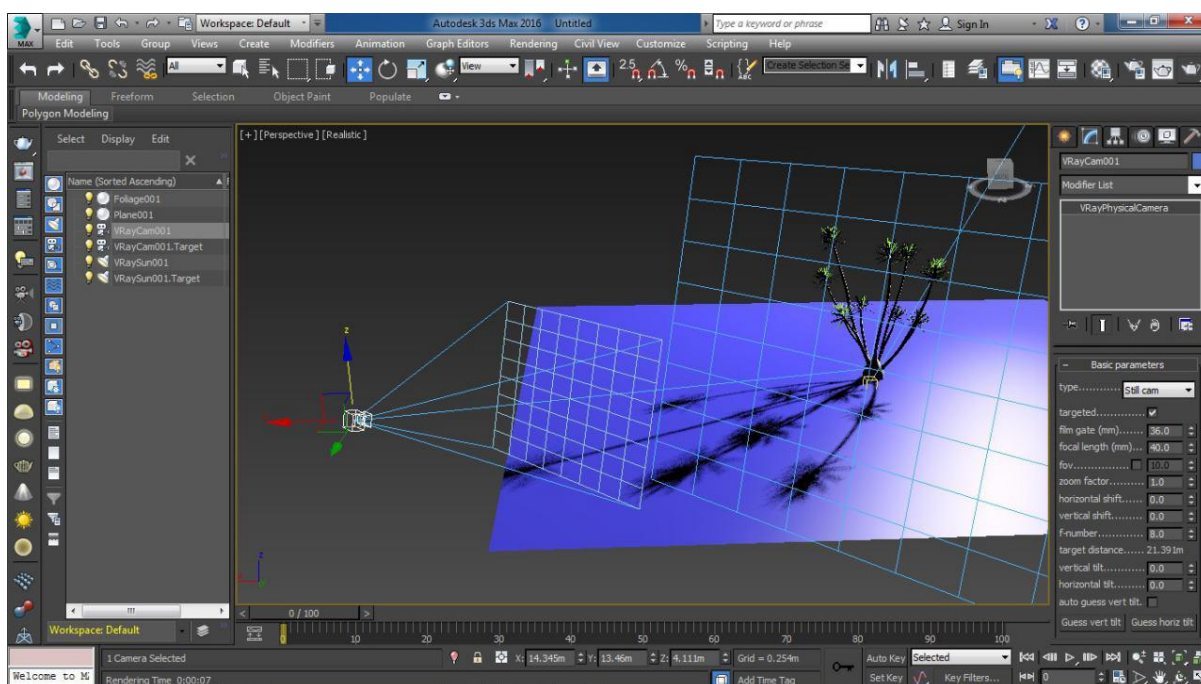 Workspace: Default
Autodesk 3ds Max 2016 Untitled
Type a keyword or phrase
Sign In
MAX
Edit Tools Group Views Create Modifiers Animation Graph Editors Rendering Civil View Customize Scripting Help
All
View
2.5
Create Selection Se
Modeling Freeform Selection Object Paint Populate
Polygon Modeling
Select Display Edit
Name (Sorted Ascending)
Foliage001
Plane001
VRayCam001
VRayCam001.Target
VRaySun001
VRaySun001.Target
[+] [Perspective] [Realistic]
z
z
VRayCam001
Modifier List
VRayPhysicalCamera
Basic parameters
type............ Still cam
targeted.............
film gate (mm)....... 36.0
focal length (mm)... 40.0
fov................. 10.0
zoom factor.......... 1.0
horizontal shift...... 0.0
vertical shift......... 0.0
f-number............. 8.0
target distance...... 21.391m
vertical tilt........... 0.0
horizontal tilt........ 0.0
auto guess vert tilt.
Guess vert tilt Guess horiz tilt
0 / 100
Workspace: Default
0 10 20 30 40 50 60 70 80 90 100
1 Camera Selected
X: 14.345m Y: 13.46m Z: 4.111m Grid = 0.254m
Auto Key Selected
Welcome to M
Rendering Time 0:00:07
Add Time Tag
Set Key Key Filters... 0